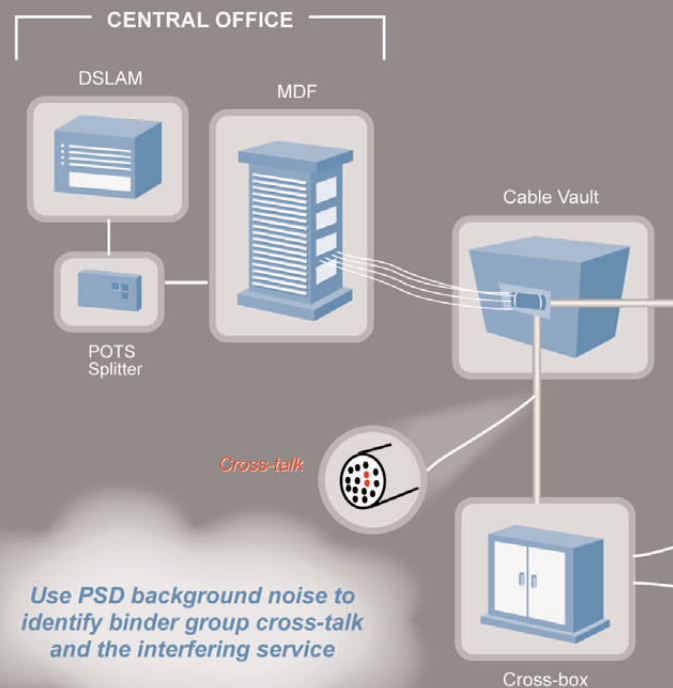 CENTRAL OFFICE
DSLAM
MDF
Cable Vault
POTS
Splitter
Cross-talk
Use PSD background noise to
identify binder group cross-talk
and the interfering service
Cross-box